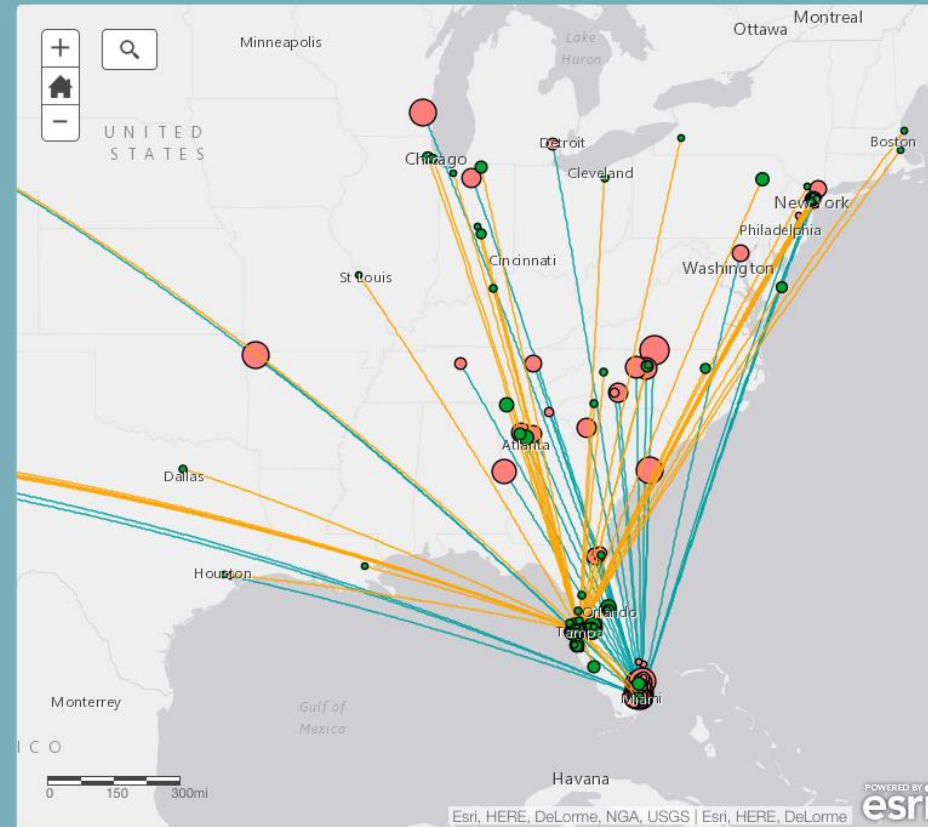 +
−
Montreal
Ottawa
Minneapolis
Lake
Huron
UNITED
STATES
Boston
Detroit
Chicago
Cleveland
New York
Philadelphia
Cincinnati
Washington
St Louis
Atlanta
Dallas
Houston
Orlando
Tampa
Miami
Monterrey
Gulf of
Mexico
ICO
Havana
0 150 300mi
POWERED BY
esri
Esri, HERE, DeLorme, NGA, USGS | Esri, HERE, DeLorme